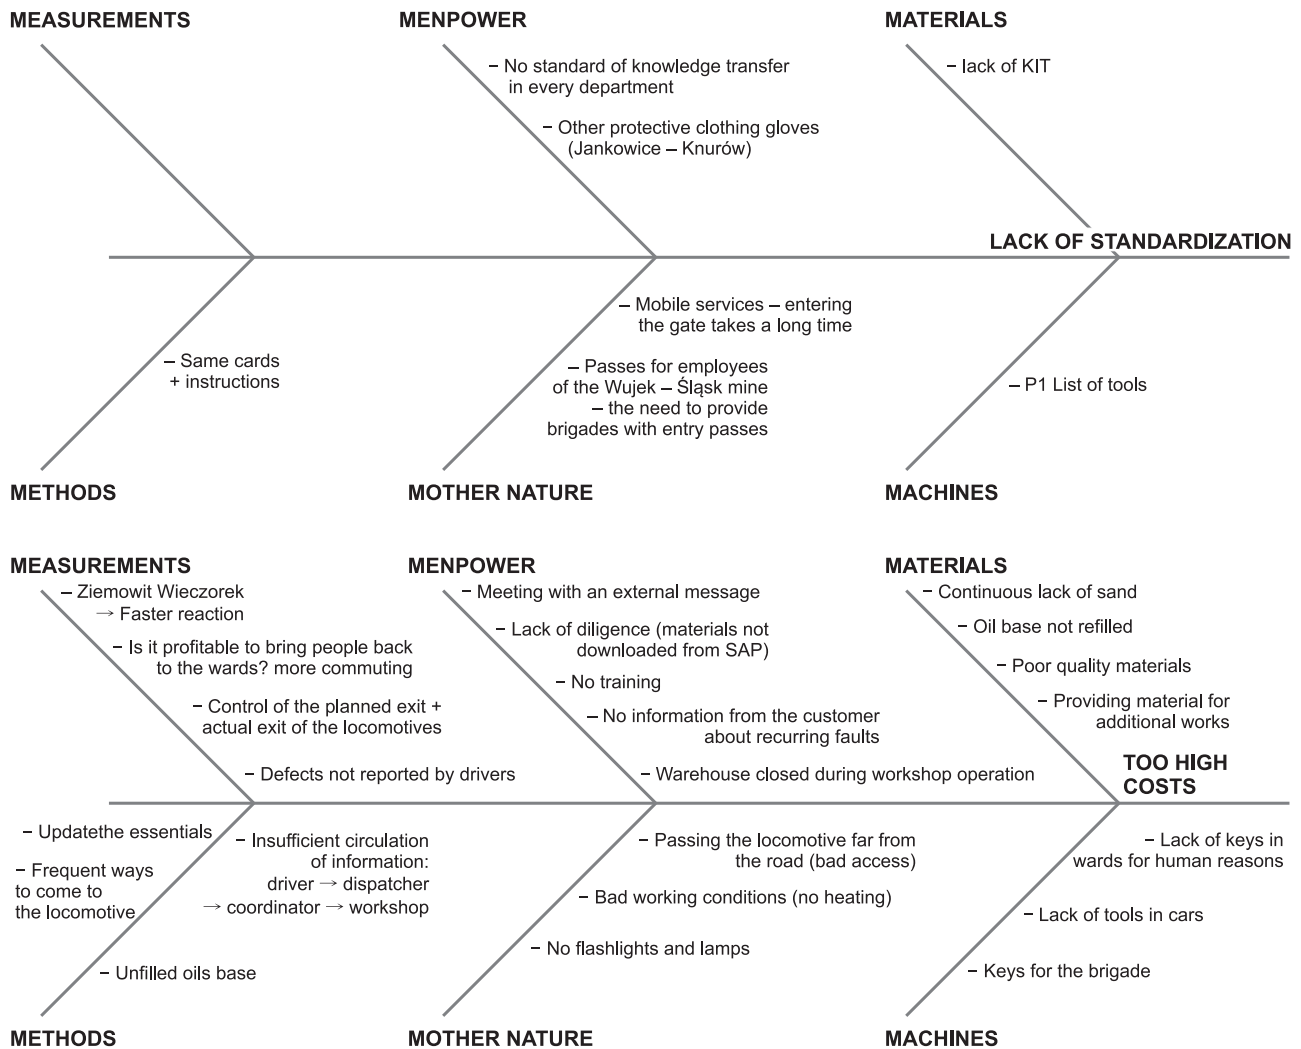 MEASUREMENTS
MENPOWER
MATERIALS
– No standard of knowledge transfer
in every department
– Other protective clothing gloves
(Jankowice – Knurów)
– lack of KIT
LACK OF STANDARDIZATION
– Same cards
+ instructions
– Mobile services – entering
the gate takes a long time
– Passes for employees
of the Wujek – Śląsk mine
– the need to provide
brigades with entry passes
– P1 List of tools
METHODS
MOTHER NATURE
MACHINES
MEASUREMENTS
MENPOWER
MATERIALS
– Ziemowit Wieczorek
→ Faster reaction
– Is it profitable to bring people back
to the wards? more commuting
– Control of the planned exit +
actual exit of the locomotives
– Defects not reported by drivers
– Meeting with an external message
– Lack of diligence (materials not
downloaded from SAP)
– No training
– No information from the customer
about recurring faults
– Warehouse closed during workshop operation
– Continuous lack of sand
– Oil base not refilled
– Poor quality materials
– Providing material for
additional works
TOO HIGH
COSTS
– Updatethe essentials
– Frequent ways
to come to
the locomotive
– Insufficient circulation
of information:
driver → dispatcher
→ coordinator → workshop
– Unfilled oils base
– Passing the locomotive far from
the road (bad access)
– Bad working conditions (no heating)
– No flashlights and lamps
– Lack of keys in
wards for human reasons
– Lack of tools in cars
– Keys for the brigade
METHODS
MOTHER NATURE
MACHINES